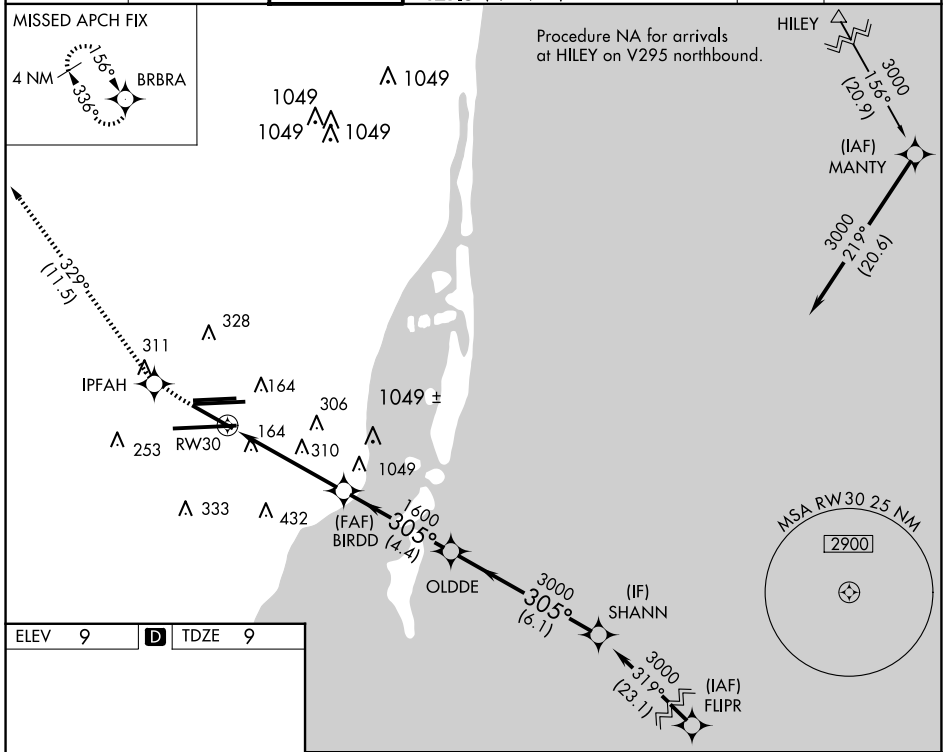 MISSED APCH FIX
4 NM
156°
336°
BRBRA
Procedure NA for arrivals
at HILEY on V295 northbound.
HILEY
3000
156°
(20.9)
(IAF)
MANTY
3000
219°
(20.6)
1049
1049
1049
1049
329°
(11.5)
328
311
IPFAH
164
1049 ±
306
RW30
164
310
253
1049
333
432
(FAF)
BIRDD
1600
305°
(4.4)
OLDDE
3000
305°
(6.1)
(IF)
SHANN
3000
319°
(23.1)
(IAF)
FLIPR
MSA RW30 25 NM
2900
ELEV 9 D TDZE 9